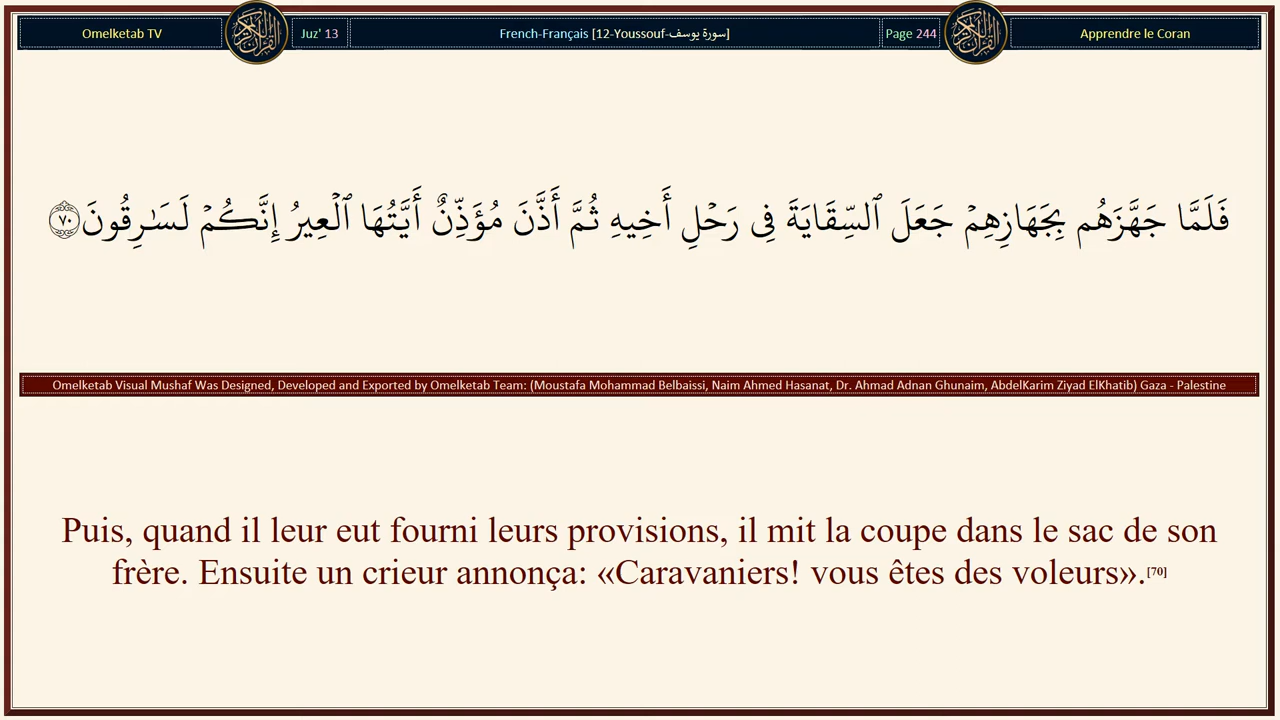 Omelketab TV
Juz' 13
French-Français [12-Youssouf-سورة يوسف]
Page 244
Apprendre le Coran
فَلَمَّا جَهَّزَهُم بِجَهَازِهِمْ جَعَلَ ٱلسِّقَايَةَ فِى رَحْلِ أَخِيهِ ثُمَّ أَذَّنَ مُؤَذِّنٌ أَيَّتُهَا ٱلْعِيرُ إِنَّكُمْ لَسَـٰرِقُونَ ٧٠
Omelketab Visual Mushaf Was Designed, Developed and Exported by Omelketab Team: (Moustafa Mohammad Belbaissi, Naim Ahmed Hasanat, Dr. Ahmad Adnan Ghunaim, AbdelKarim Ziyad ElKhatib) Gaza - Palestine
Puis, quand il leur eut fourni leurs provisions, il mit la coupe dans le sac de son
frère. Ensuite un crieur annonça: «Caravaniers! vous êtes des voleurs».[70]